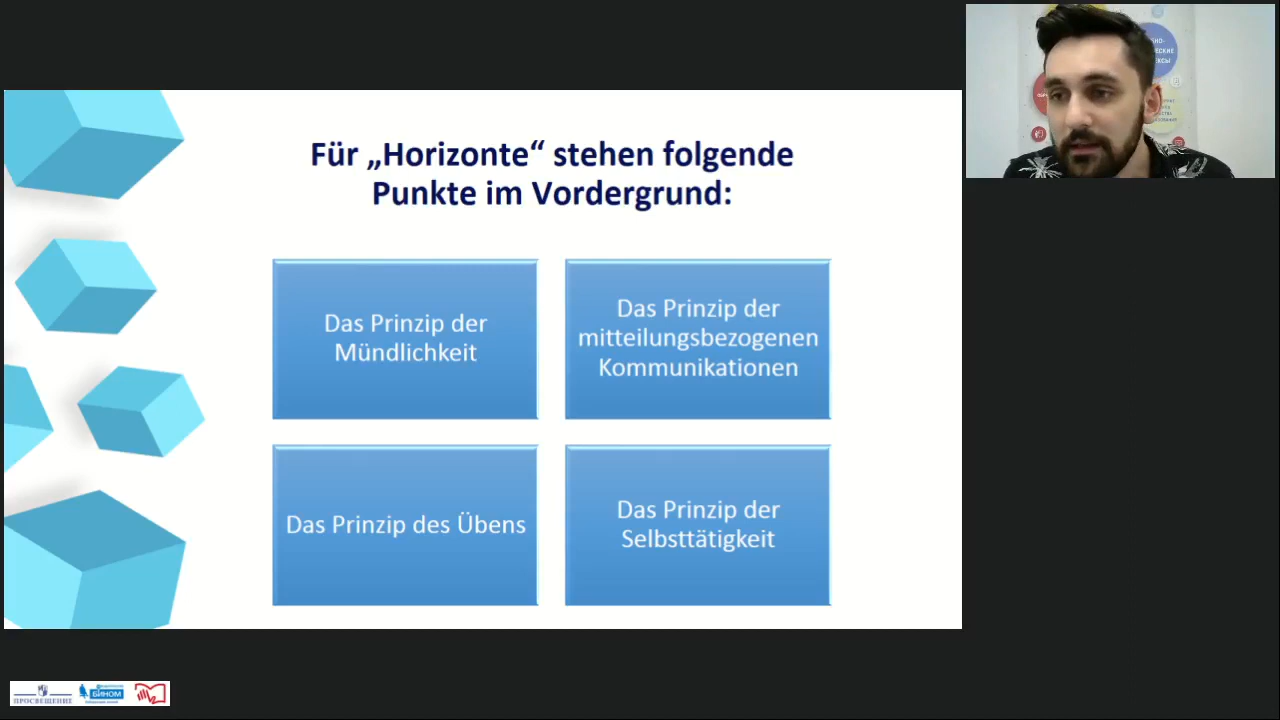 Für „Horizonte“ stehen folgende
Punkte im Vordergrund:
Das Prinzip der
Mündlichkeit
Das Prinzip der
mitteilungsbezogenen
Kommunikationen
Das Prinzip des Übens
Das Prinzip der
Selbsttätigkeit
ПРОСВЕЩЕНИЕ
БИНОМ